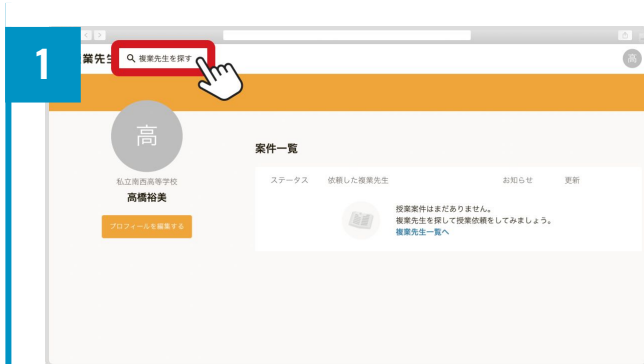 1
業先生
複業先生を探す
高
高
私立南西高等学校
高橋裕美
プロフィールを編集する
案件一覧
ステータス 依頼した複業先生 お知らせ 更新
授業案件はまだありません。
複業先生を探して授業依頼をしてみましょう。
複業先生一覧へ